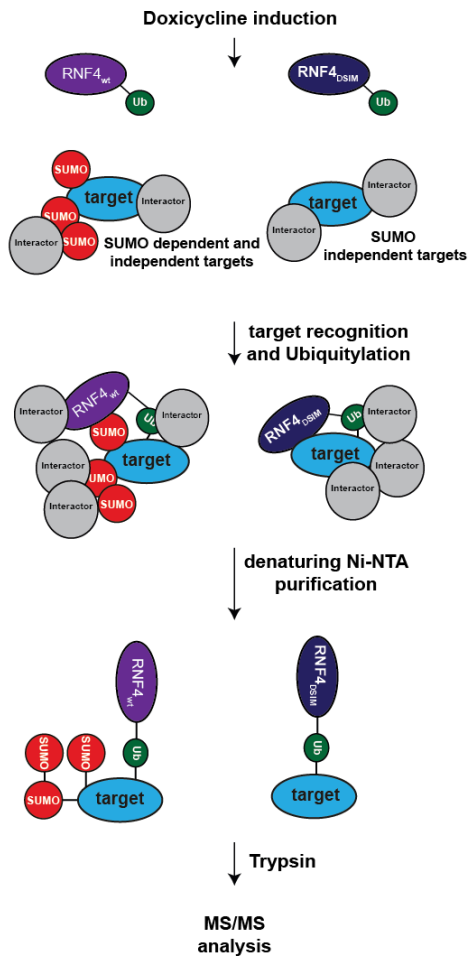 Doxicycline induction
RNF4wt
Ub
RNF4DSIM
Ub
SUMO
target
Interactor
SUMO
Interactor
SUMO
SUMO dependent and
independent targets
Interactor
target
Interactor
SUMO
independent targets
target recognition
and Ubiquitylation
Interactor
RNF4wt
SUMO
Ub
Interactor
target
Interactor
SUMO
Interactor
SUMO
RNF4DSIM
Ub
Interactor
target
Interactor
Interactor
denaturing Ni-NTA
purification
RNF4wt
Ub
SUMO
SUMO
SUMO
target
RNF4DSIM
Ub
target
Trypsin
MS/MS
analysis